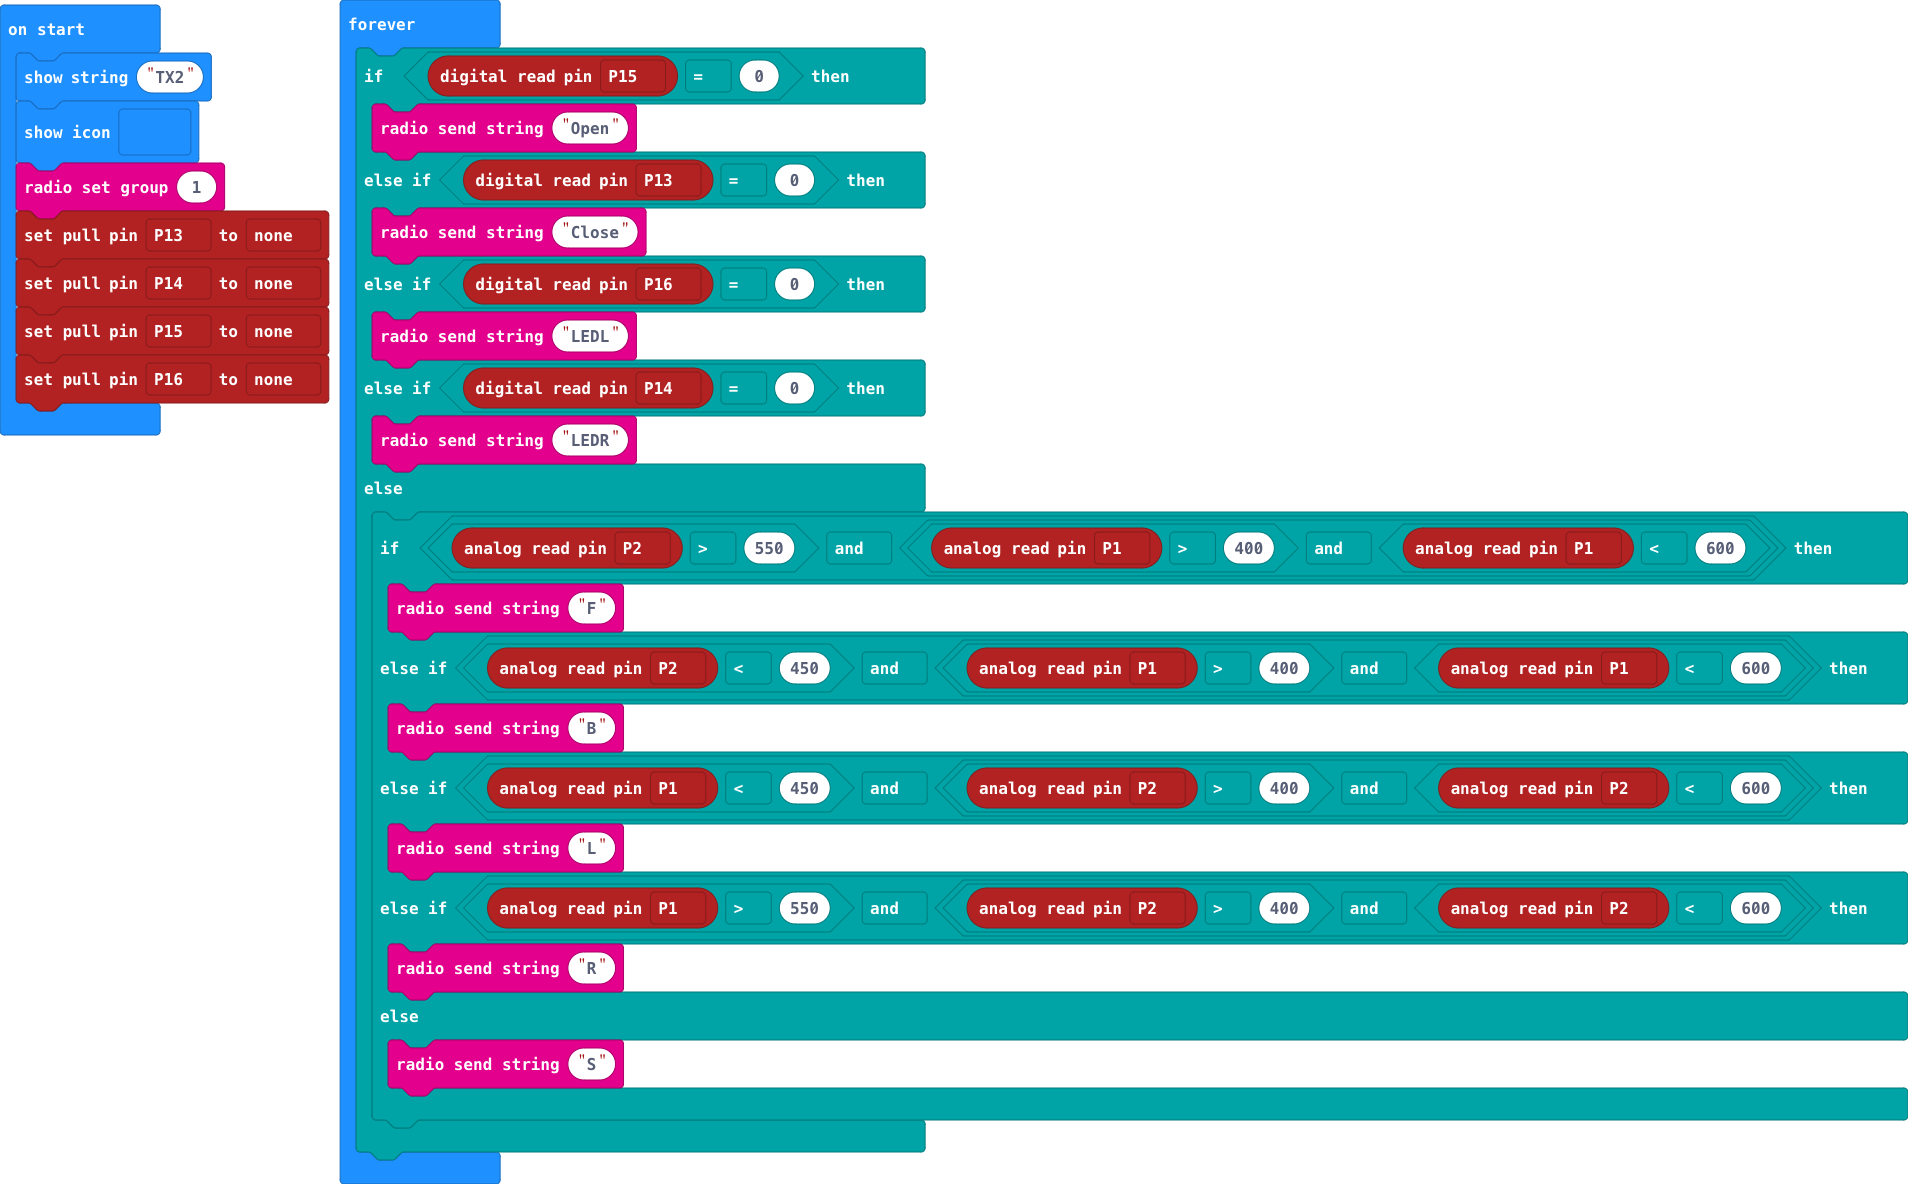 on start
show string "TX2"
show icon
radio set group 1
set pull pin P13 to none
set pull pin P14 to none
set pull pin P15 to none
set pull pin P16 to none
forever
if digital read pin P15 = 0 then
radio send string "Open"
else if digital read pin P13 = 0 then
radio send string "Close"
else if digital read pin P16 = 0 then
radio send string "LEDL"
else if digital read pin P14 = 0 then
radio send string "LEDR"
else
if analog read pin P2 > 550 and analog read pin P1 > 400 and analog read pin P1 < 600 then
radio send string "F"
else if analog read pin P2 < 450 and analog read pin P1 > 400 and analog read pin P1 < 600 then
radio send string "B"
else if analog read pin P1 < 450 and analog read pin P2 > 400 and analog read pin P2 < 600 then
radio send string "L"
else if analog read pin P1 > 550 and analog read pin P2 > 400 and analog read pin P2 < 600 then
radio send string "R"
else
radio send string "S"